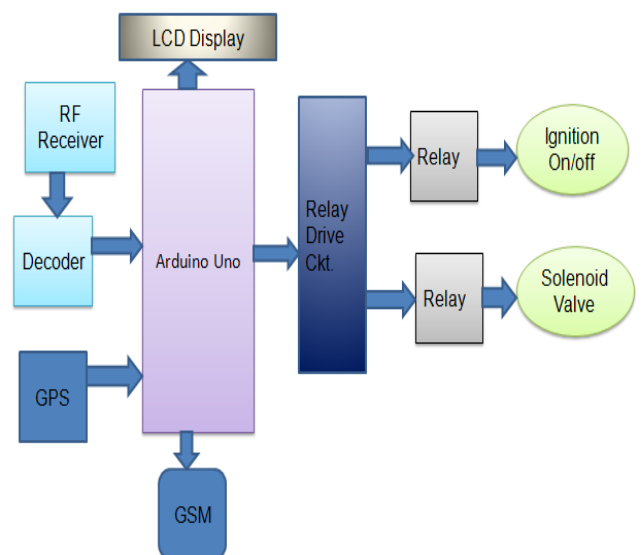 LCD Display
RF
Receiver
Decoder
GPS
Arduino Uno
GSM
Relay
Drive
Ckt.
Relay
Ignition
On/off
Relay
Solenoid
Valve